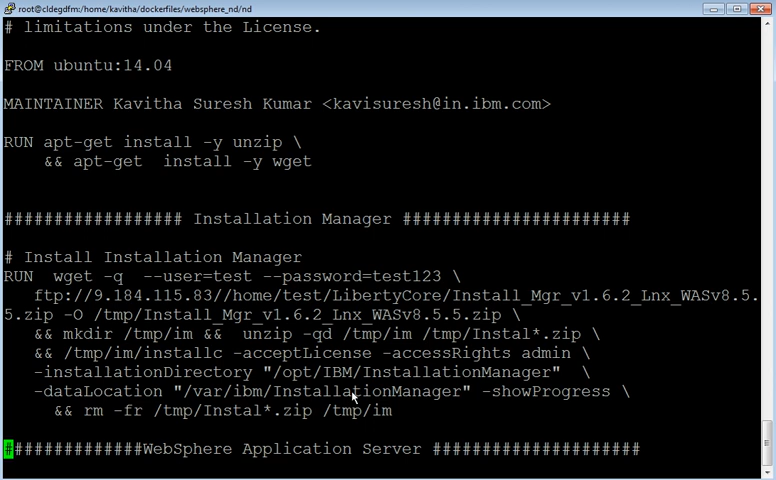 root@cldegdfm:/home/kavitha/dockerfiles/websphere_nd/nd
# limitations under the License.
FROM ubuntu:14.04
MAINTAINER Kavitha Suresh Kumar <kavisuresh@in.ibm.com>
RUN apt-get install -y unzip \
    && apt-get  install -y wget
################## Installation Manager #######################
# Install Installation Manager
RUN  wget -q  --user=test --password=test123 \
   ftp://9.184.115.83//home/test/LibertyCore/Install_Mgr_v1.6.2_Lnx_WASv8.5.
5.zip -O /tmp/Install_Mgr_v1.6.2_Lnx_WASv8.5.5.zip \
   && mkdir /tmp/im &&  unzip -qd /tmp/im /tmp/Instal*.zip \
   && /tmp/im/installc -acceptLicense -accessRights admin \
   -installationDirectory "/opt/IBM/InstallationManager"  \
   -dataLocation "/var/ibm/InstallationManager" -showProgress \
     && rm -fr /tmp/Instal*.zip /tmp/im
##############WebSphere Application Server #####################